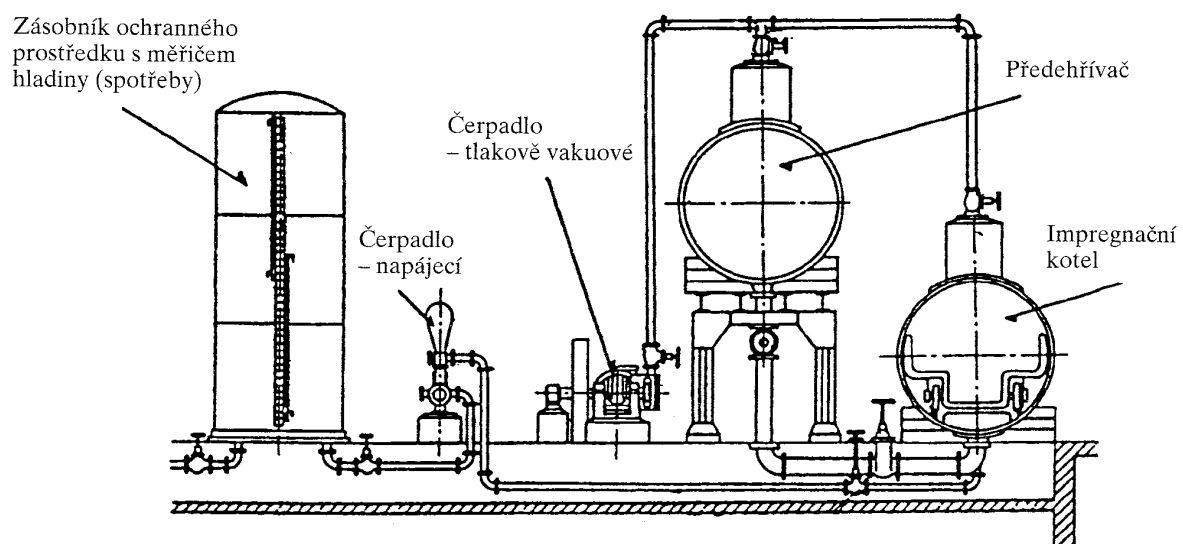 Zásobník ochranného
prostředku s měřičem
hladiny (spotřeby)
Čerpadlo
– napájecí
Čerpadlo
– tlakově vakuové
Předehřívač
Impregnační
kotel